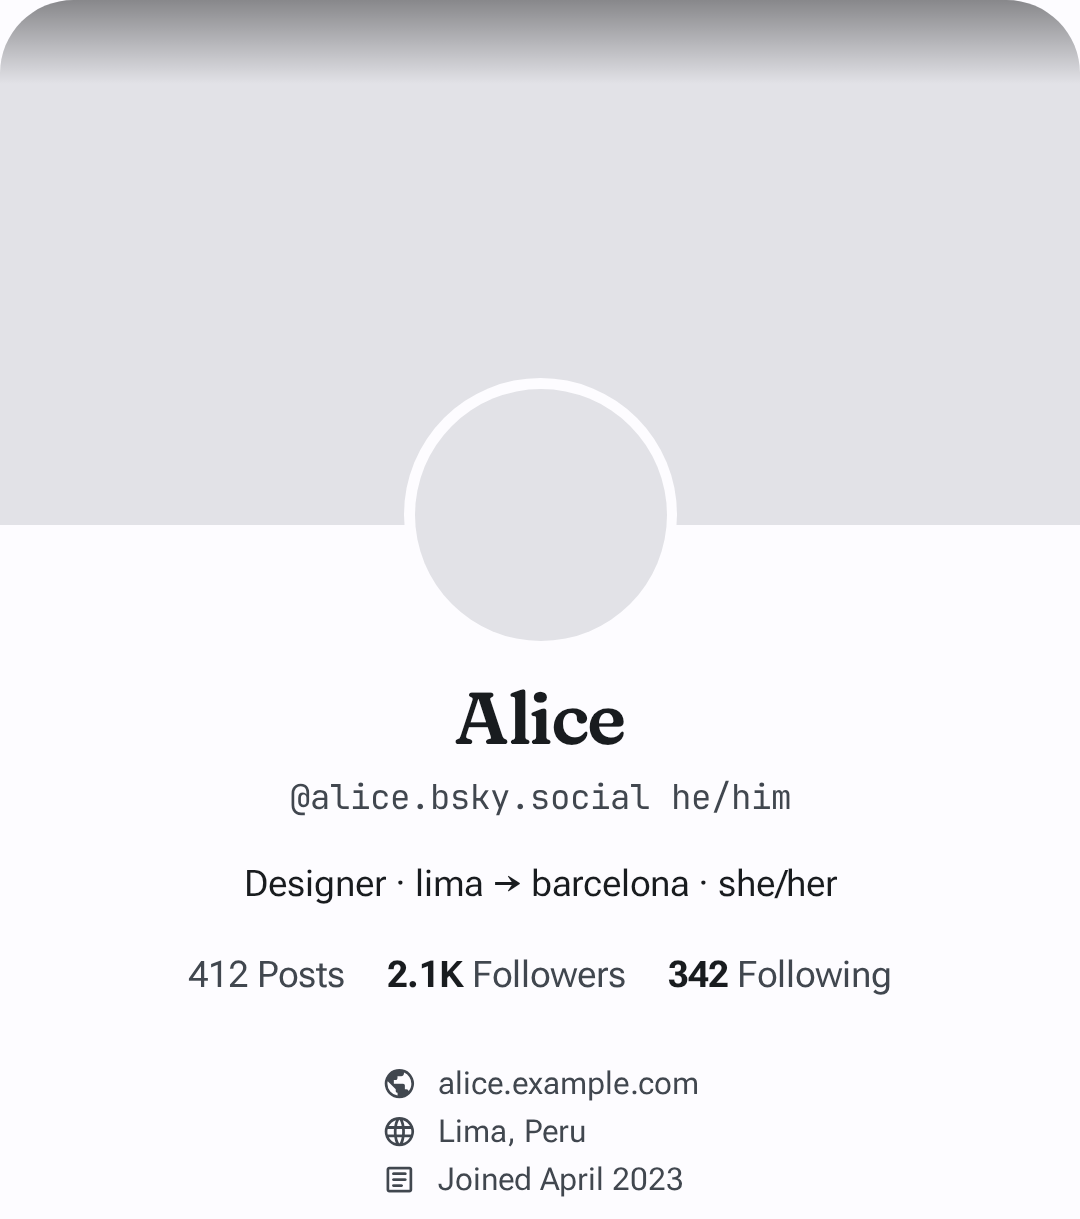 Alice
@alice.bsky.social he/him
Designer · lima → barcelona · she/her
412 Posts 2.1K Followers 342 Following
alice.example.com
Lima, Peru
Joined April 2023